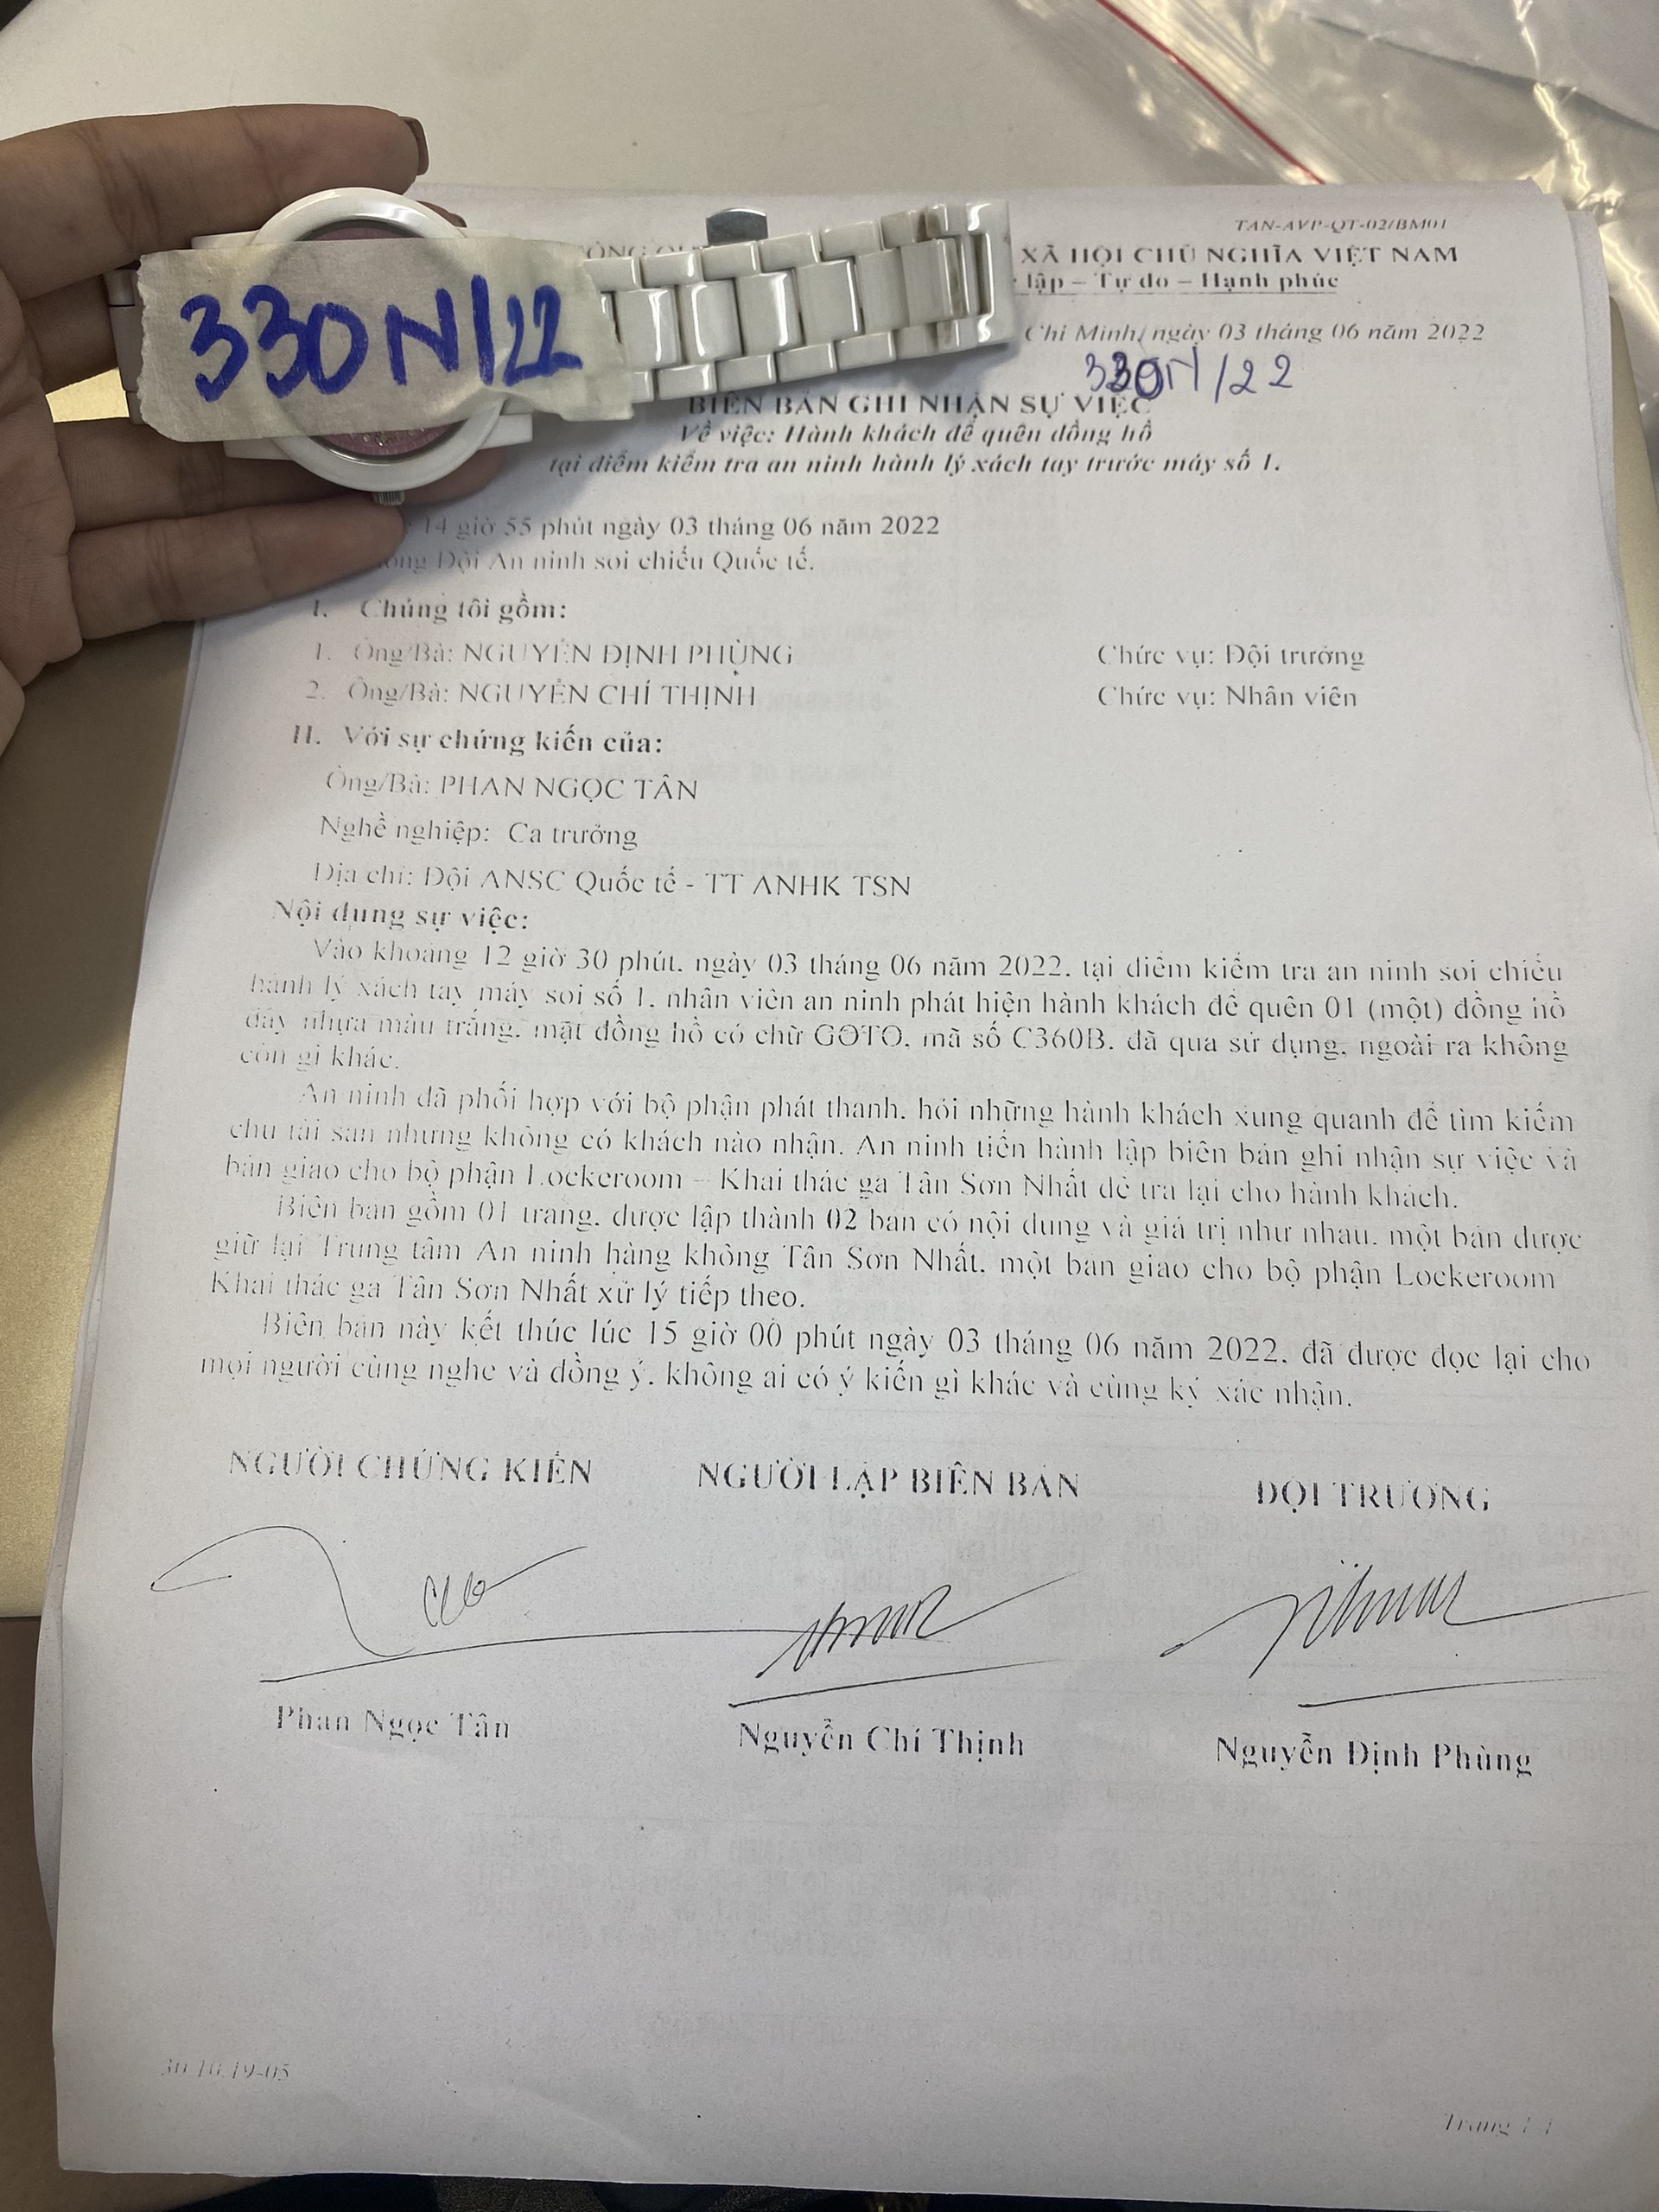 TAN-AVP-QT-02/BM01
XÃ HỘI CHỦ NGHĨA VIỆT NAM
lập – Tự do – Hạnh phúc
Chí Minh, ngày 03 tháng 06 năm 2022
330N/22
330N/22
BIÊN BẢN GHI NHẬN SỰ VIỆC
Về việc: Hành khách để quên đồng hồ
tại điểm kiểm tra an ninh hành lý xách tay trước máy số 1.
14 giờ 55 phút ngày 03 tháng 06 năm 2022
Đội An ninh soi chiếu Quốc tế.
I. Chúng tôi gồm:
1. Ông/Bà: NGUYỄN ĐỊNH PHÙNG Chức vụ: Đội trưởng
2. Ông/Bà: NGUYỄN CHÍ THỊNH Chức vụ: Nhân viên
II. Với sự chứng kiến của:
Ông/Bà: PHAN NGỌC TÂN
Nghề nghiệp: Ca trưởng
Địa chỉ: Đội ANSC Quốc tế - TT ANHK TSN
Nội dung sự việc:
Vào khoảng 12 giờ 30 phút, ngày 03 tháng 06 năm 2022, tại điểm kiểm tra an ninh soi chiếu
hành lý xách tay máy soi số 1, nhân viên an ninh phát hiện hành khách để quên 01 (một) đồng hồ
dây nhựa màu trắng, mặt đồng hồ có chữ GOTO, mã số C360B, đã qua sử dụng, ngoài ra không
còn gì khác.
An ninh đã phối hợp với bộ phận phát thanh, hỏi những hành khách xung quanh để tìm kiếm
chủ tài sản nhưng không có khách nào nhận. An ninh tiến hành lập biên bản ghi nhận sự việc và
bàn giao cho bộ phận Lockeroom – Khai thác ga Tân Sơn Nhất để trả lại cho hành khách.
Biên bản gồm 01 trang, được lập thành 02 bản có nội dung và giá trị như nhau, một bản được
giữ lại Trung tâm An ninh hàng không Tân Sơn Nhất, một bản giao cho bộ phận Lockeroom
Khai thác ga Tân Sơn Nhất xử lý tiếp theo.
Biên bản này kết thúc lúc 15 giờ 00 phút ngày 03 tháng 06 năm 2022, đã được đọc lại cho
mọi người cùng nghe và đồng ý, không ai có ý kiến gì khác và cùng ký xác nhận.
NGƯỜI CHỨNG KIẾN NGƯỜI LẬP BIÊN BẢN ĐỘI TRƯỞNG
Phan Ngọc Tân Nguyễn Chí Thịnh Nguyễn Định Phùng
30.10.19-05
Trang 1/1